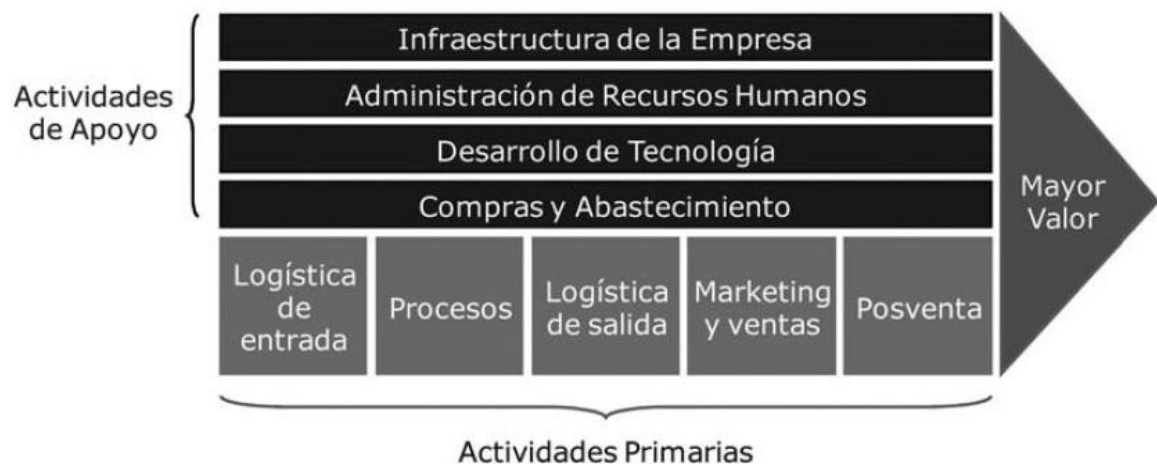 Actividades
de Apoyo
Infraestructura de la Empresa
Administración de Recursos Humanos
Desarrollo de Tecnología
Compras y Abastecimiento
Logística
de
entrada
Procesos
Logística
de salida
Marketing
y ventas
Posventa
Mayor
Valor
Actividades Primarias